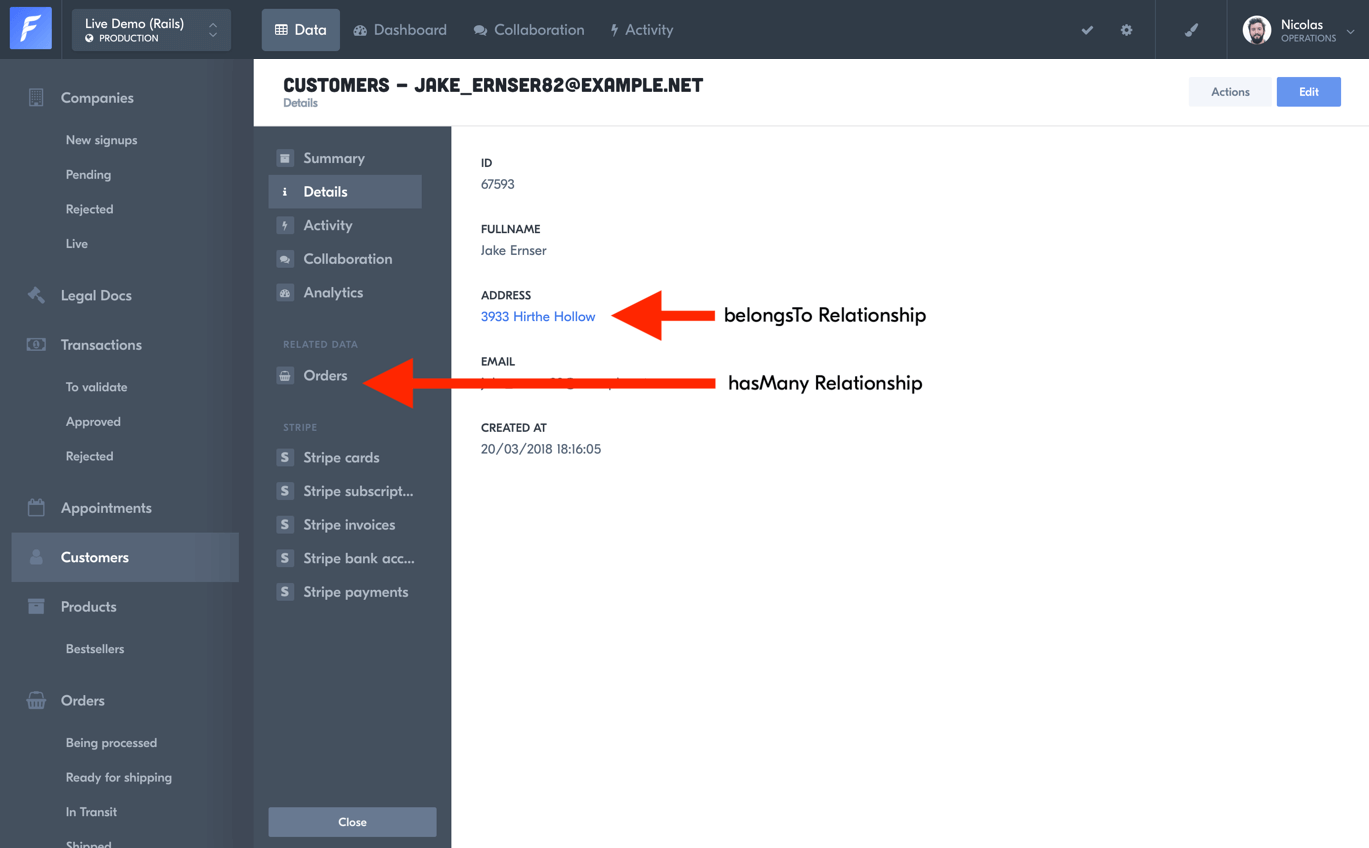 Live Demo (Rails)
PRODUCTION
Data
Dashboard
Collaboration
Activity
Nicolas
OPERATIONS
Companies
New signups
Pending
Rejected
Live
Legal Docs
Transactions
To validate
Approved
Rejected
Appointments
Customers
Products
Bestsellers
Orders
Being processed
Ready for shipping
In Transit
Shipped
CUSTOMERS - JAKE_ERNSER82@EXAMPLE.NET
Details
Actions
Edit
Summary
Details
Activity
Collaboration
Analytics
RELATED DATA
Orders
STRIPE
S Stripe cards
S Stripe subscript...
S Stripe invoices
S Stripe bank acc...
S Stripe payments
Close
ID
67593
FULLNAME
Jake Ernser
ADDRESS
3933 Hirthe Hollow
belongsTo Relationship
EMAIL
hasMany Relationship
CREATED AT
20/03/2018 18:16:05